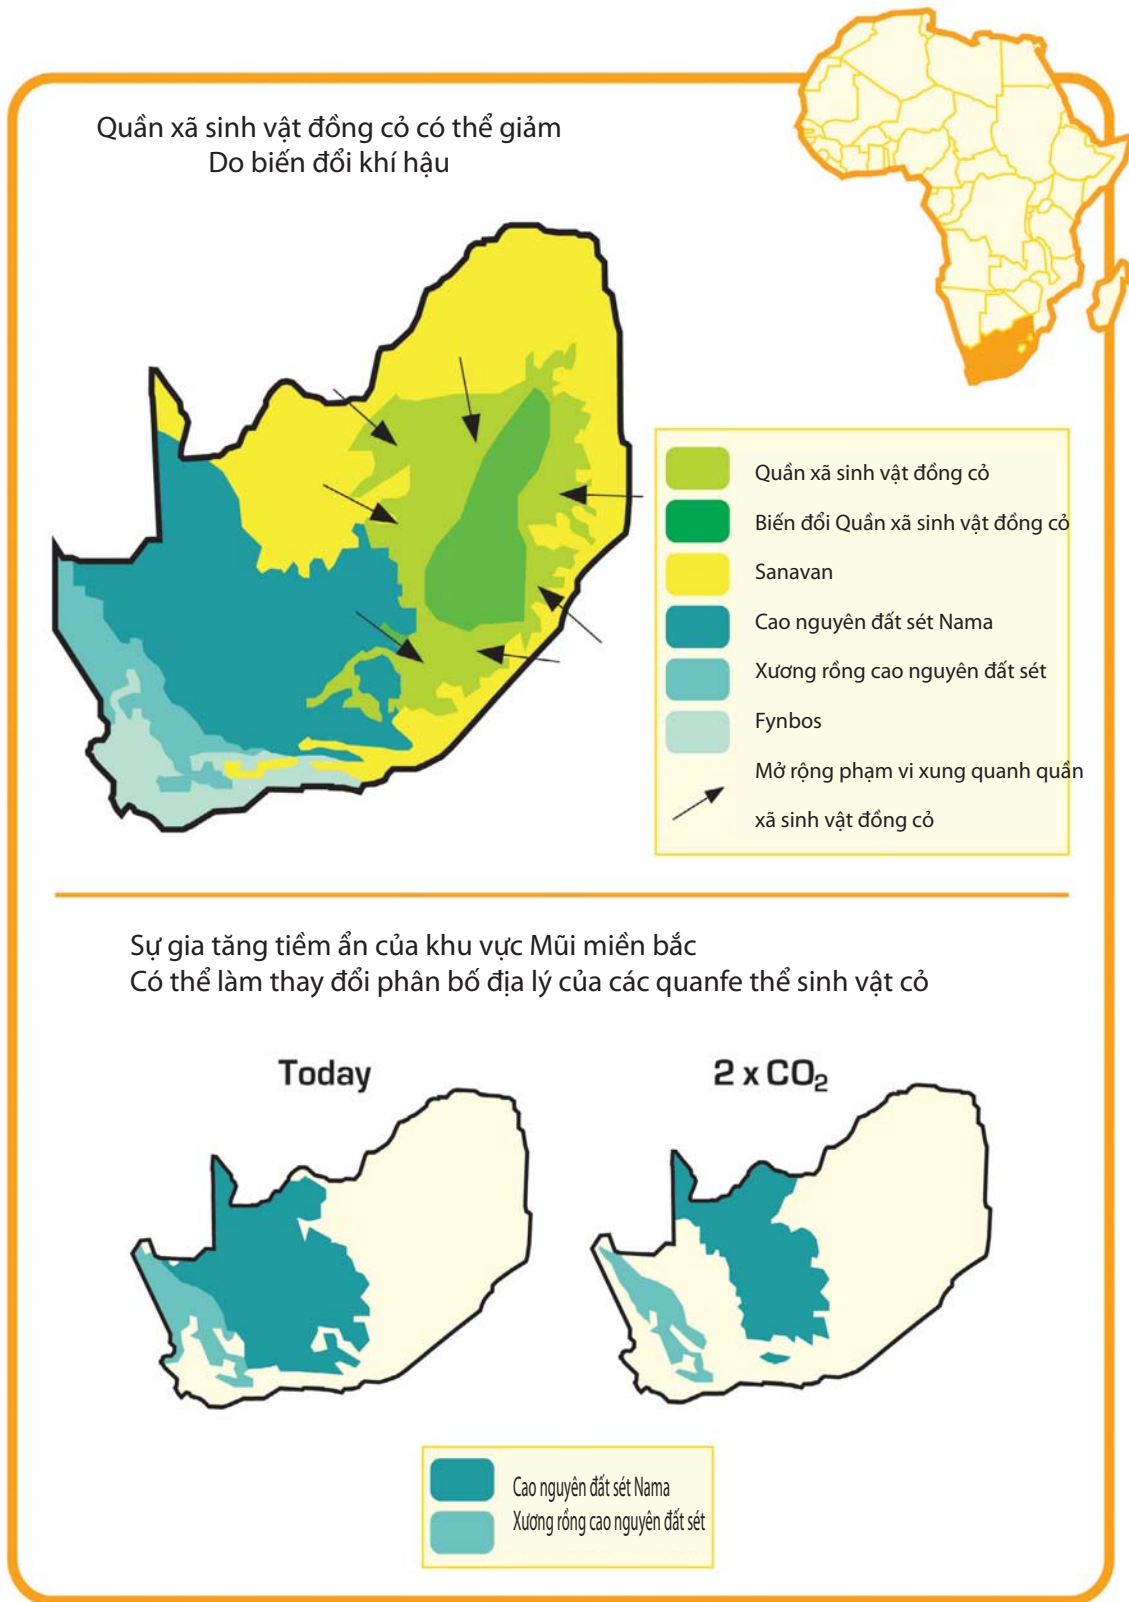 Quần xã sinh vật đồng cỏ có thể giảm
Do biến đổi khí hậu
Quần xã sinh vật đồng cỏ
Biến đổi Quần xã sinh vật đồng cỏ
Sanavan
Cao nguyên đất sét Nama
Xương rồng cao nguyên đất sét
Fynbos
Mở rộng phạm vi xung quanh quần
xã sinh vật đồng cỏ
Sự gia tăng tiềm ẩn của khu vực Mũi miền bắc
Có thể làm thay đổi phân bố địa lý của các quanfe thể sinh vật cỏ
Today
2 x CO₂
Cao nguyên đất sét Nama
Xương rồng cao nguyên đất sét